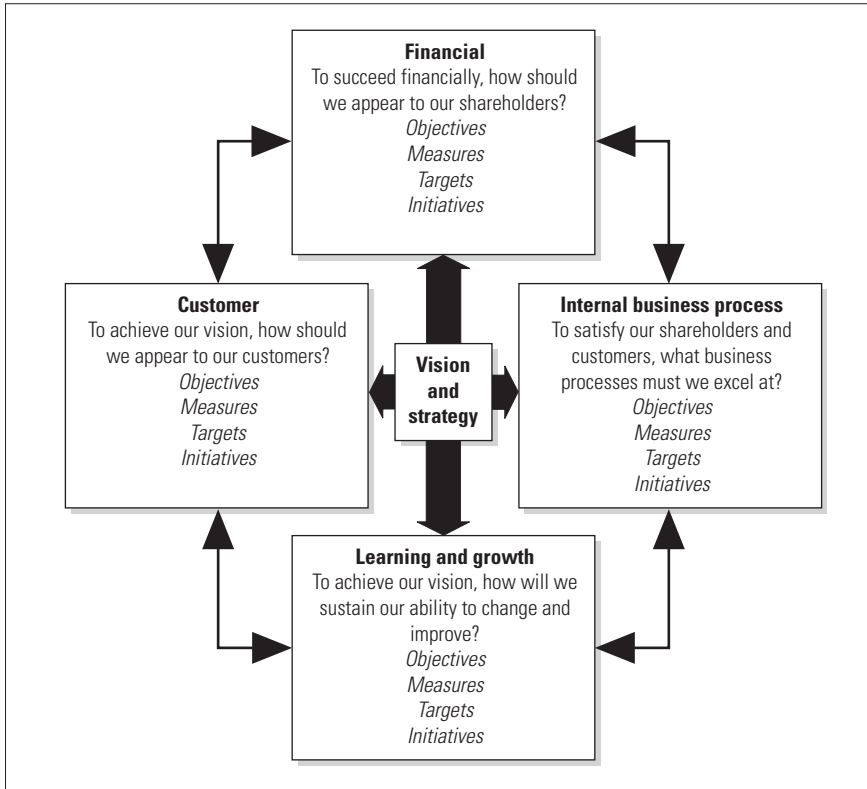 Financial
To succeed financially, how should
we appear to our shareholders?
Objectives
Measures
Targets
Initiatives
Customer
To achieve our vision, how should
we appear to our customers?
Objectives
Measures
Targets
Initiatives
Vision
and
strategy
Internal business process
To satisfy our shareholders and
customers, what business
processes must we excel at?
Objectives
Measures
Targets
Initiatives
Learning and growth
To achieve our vision, how will we
sustain our ability to change and
improve?
Objectives
Measures
Targets
Initiatives